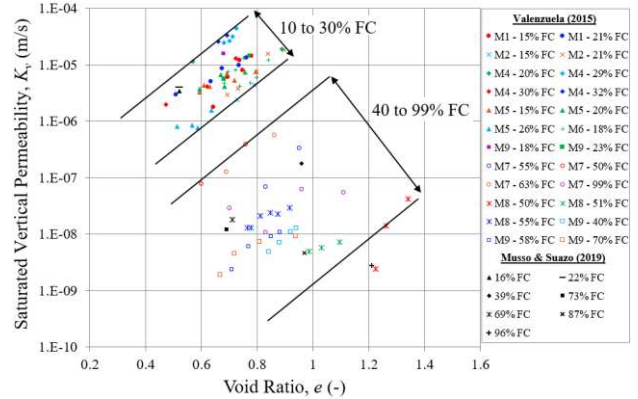 1.E-04
1.E-05
1.E-06
1.E-07
1.E-08
1.E-09
1.E-10
Saturated Vertical Permeability, Kv (m/s)
10 to 30% FC
40 to 99% FC
0.2 0.4 0.6 0.8 1 1.2 1.4 1.6
Void Ratio, e (-)
Valenzuela (2015)
M1 - 15% FC M1 - 21% FC
M2 - 15% FC M2 - 21% FC
M4 - 20% FC M4 - 29% FC
M4 - 30% FC M4 - 32% FC
M5 - 15% FC M5 - 20% FC
M5 - 26% FC M6 - 18% FC
M9 - 18% FC M9 - 23% FC
M7 - 55% FC M7 - 50% FC
M7 - 63% FC M7 - 99% FC
M8 - 50% FC M8 - 51% FC
M8 - 55% FC M9 - 40% FC
M9 - 58% FC M9 - 70% FC
Musso & Suazo (2019)
16% FC 22% FC
39% FC 73% FC
69% FC 87% FC
96% FC